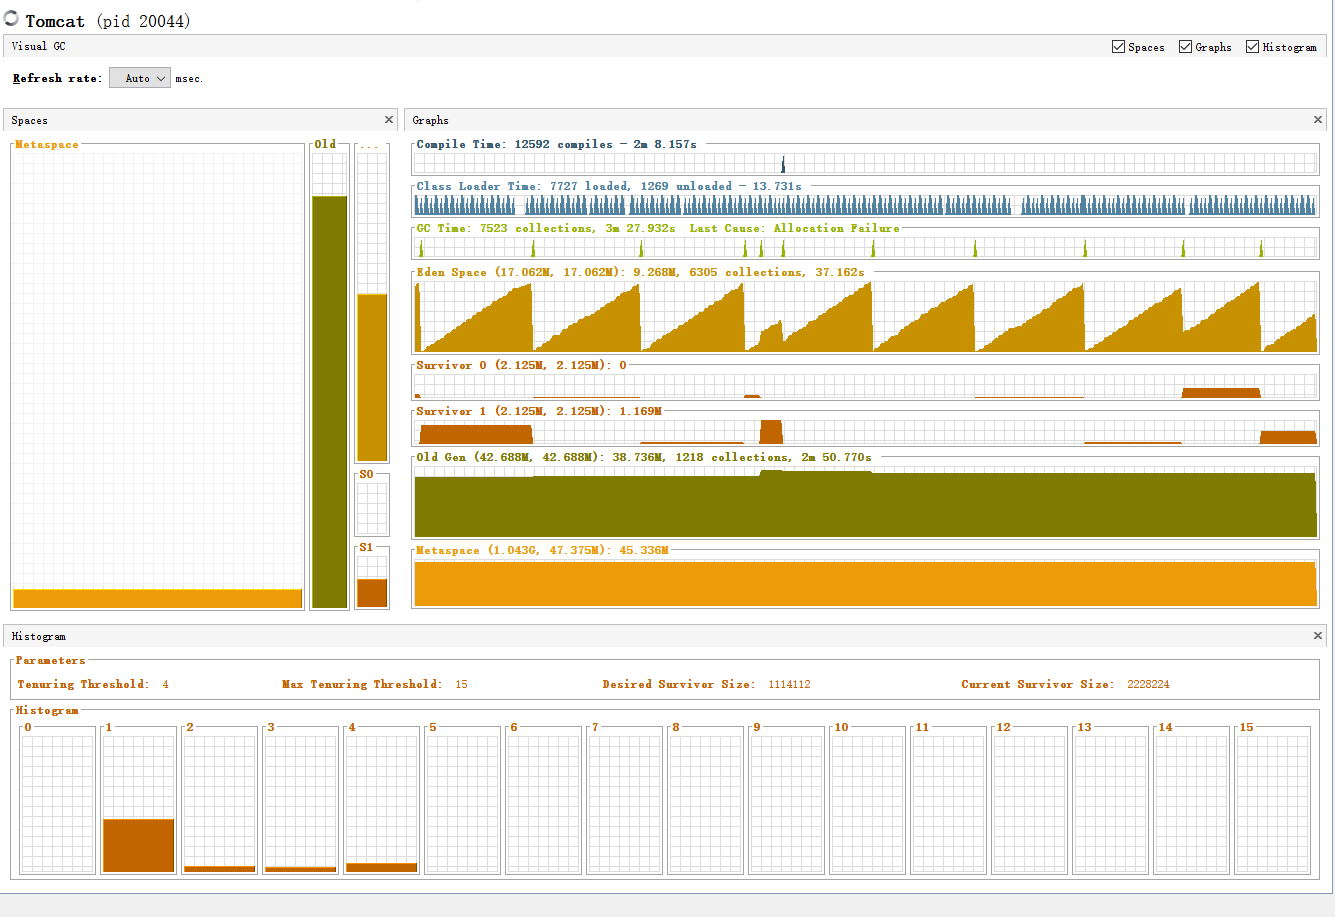 Tomcat (pid 20044)
Visual GC
Spaces Graphs Histogram
Refresh rate: Auto msec.
Spaces
Metaspace
Old
...
S0
S1
Graphs
Compile Time: 12592 compiles - 2m 8.157s
Class Loader Time: 7727 loaded, 1269 unloaded - 13.731s
GC Time: 7523 collections, 3m 27.932s Last Cause: Allocation Failure
Eden Space (17.062M, 17.062M): 9.268M, 6305 collections, 37.162s
Survivor 0 (2.125M, 2.125M): 0
Survivor 1 (2.125M, 2.125M): 1.169M
Old Gen (42.688M, 42.688M): 38.736M, 1218 collections, 2m 50.770s
Metaspace (1.043G, 47.375M): 45.336M
Histogram
Parameters
Tenuring Threshold: 4 Max Tenuring Threshold: 15 Desired Survivor Size: 1114112 Current Survivor Size: 2228224
Histogram
0 1 2 3 4 5 6 7 8 9 10 11 12 13 14 15